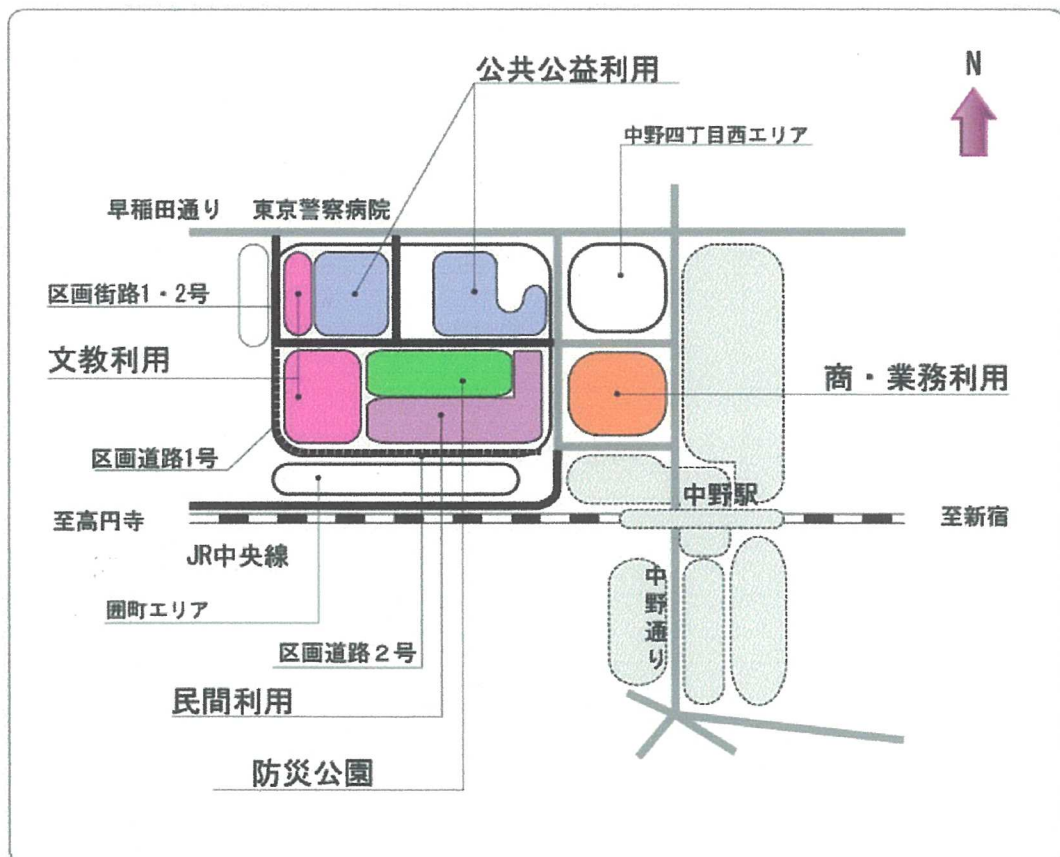 公共公益利用
N
中野四丁目西エリア
早稲田通り 東京警察病院
区画街路1・2号
文教利用
商・業務利用
区画道路1号
中野駅
至高円寺
至新宿
JR中央線
中野通り
囲町エリア
区画道路2号
民間利用
防災公園